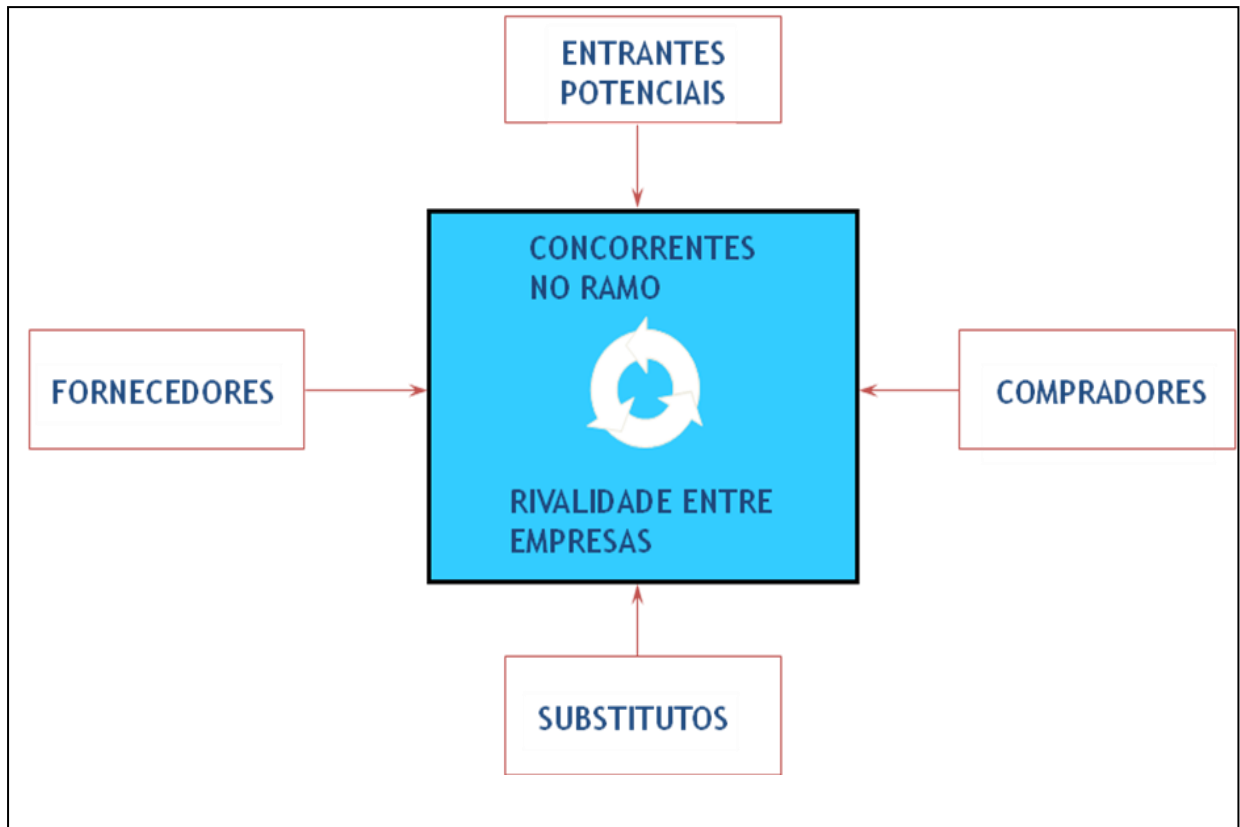 ENTRANTES
POTENCIAIS
CONCORRENTES
NO RAMO
FORNECEDORES
COMPRADORES
RIVALIDADE ENTRE
EMPRESAS
SUBSTITUTOS